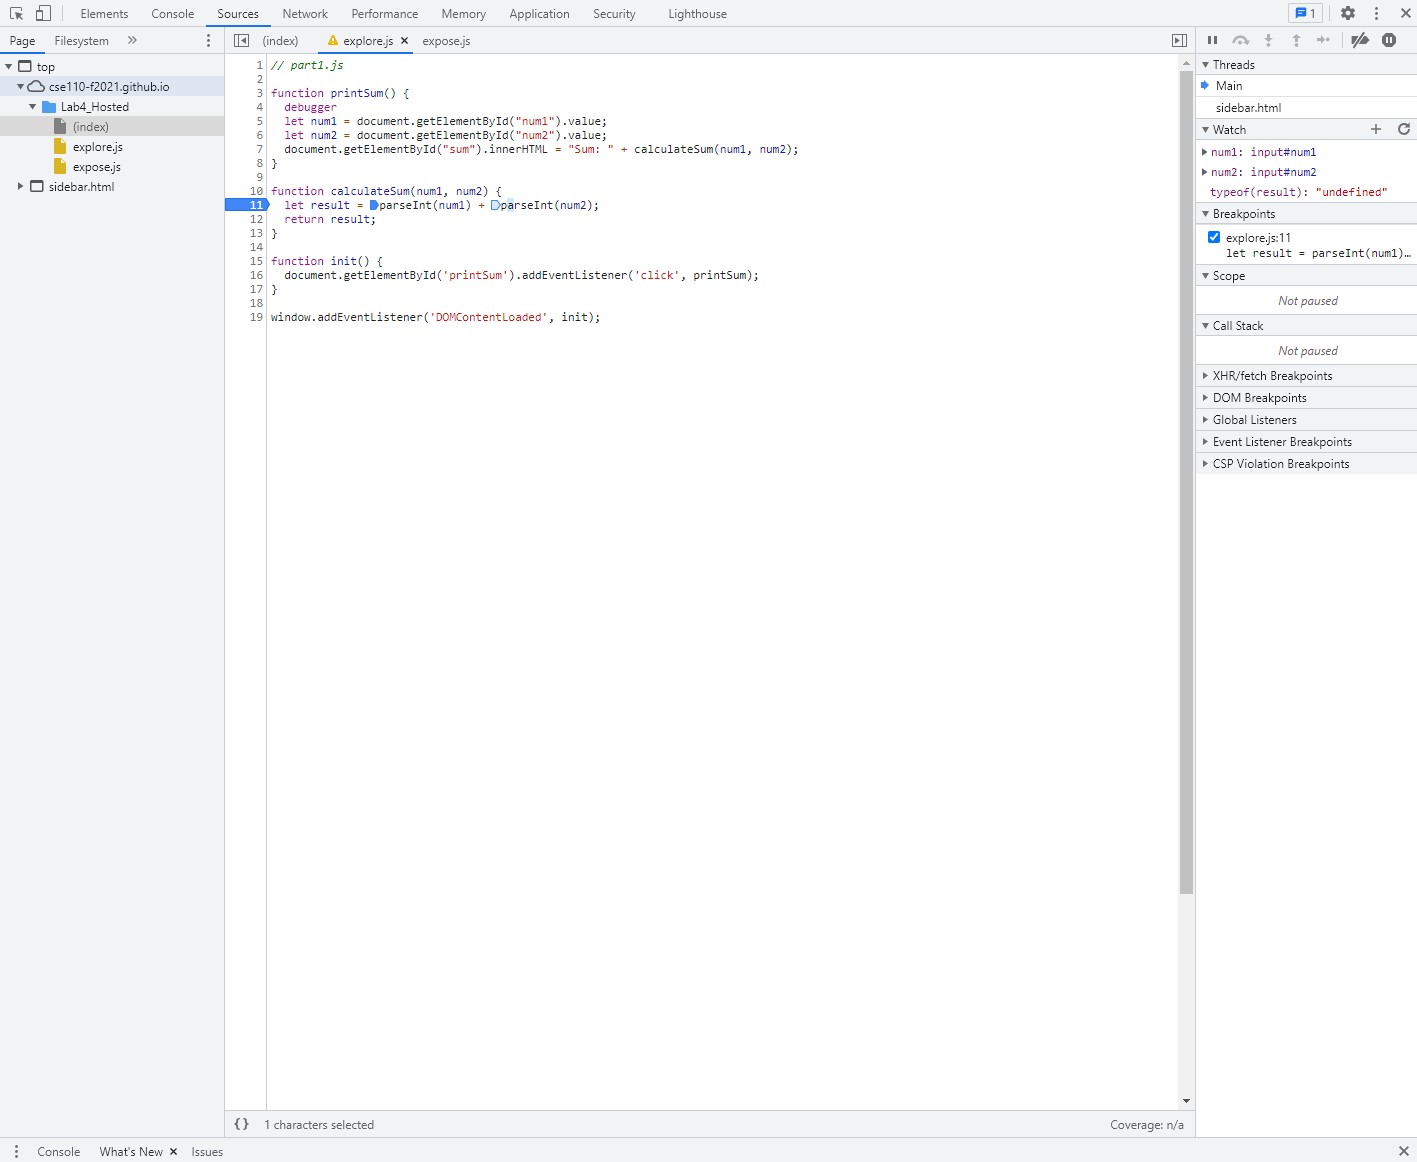 Elements Console Sources Network Performance Memory Application Security Lighthouse 1
Page Filesystem
(index) explore.js expose.js
top
cse110-f2021.github.io
Lab4_Hosted
(index)
explore.js
expose.js
sidebar.html
1 // part1.js
2
3 function printSum() {
4   debugger
5   let num1 = document.getElementById("num1").value;
6   let num2 = document.getElementById("num2").value;
7   document.getElementById("sum").innerHTML = "Sum: " + calculateSum(num1, num2);
8 }
9
10 function calculateSum(num1, num2) {
11   let result = parseInt(num1) + parseInt(num2);
12   return result;
13 }
14
15 function init() {
16   document.getElementById('printSum').addEventListener('click', printSum);
17 }
18
19 window.addEventListener('DOMContentLoaded', init);
Threads
Main
sidebar.html
Watch
num1: input#num1
num2: input#num2
typeof(result): "undefined"
Breakpoints
explore.js:11
let result = parseInt(num1)…
Scope
Not paused
Call Stack
Not paused
XHR/fetch Breakpoints
DOM Breakpoints
Global Listeners
Event Listener Breakpoints
CSP Violation Breakpoints
{} 1 characters selected Coverage: n/a
Console What's New Issues